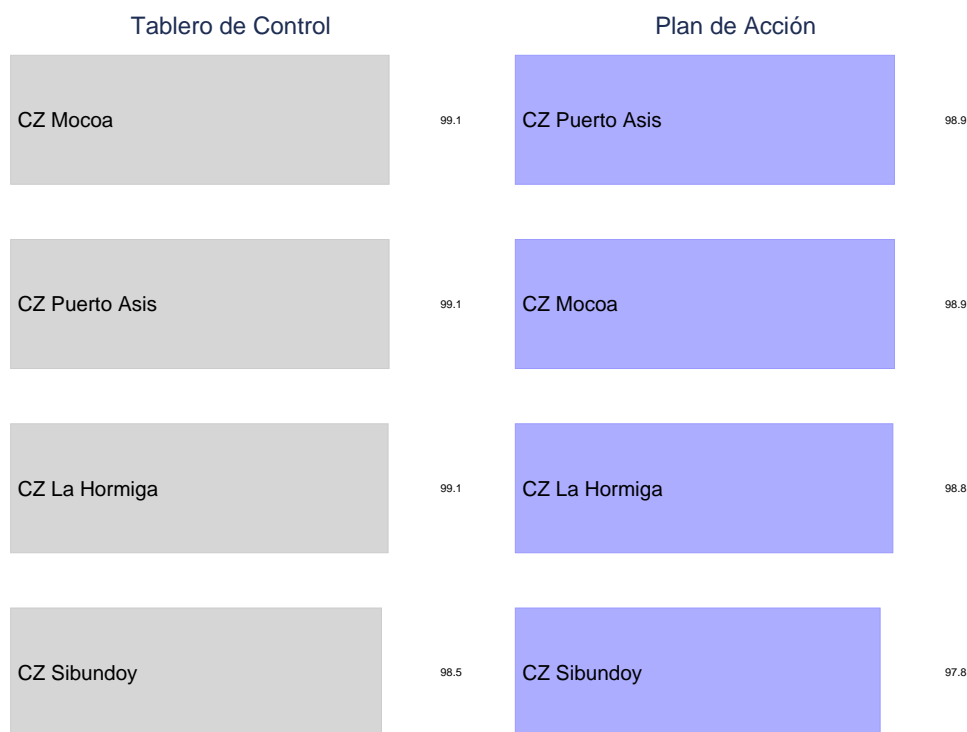 Tablero de Control
CZ Mocoa 99.1
CZ Puerto Asis 99.1
CZ La Hormiga 99.1
CZ Sibundoy 98.5
Plan de Acción
CZ Puerto Asis 98.9
CZ Mocoa 98.9
CZ La Hormiga 98.8
CZ Sibundoy 97.8